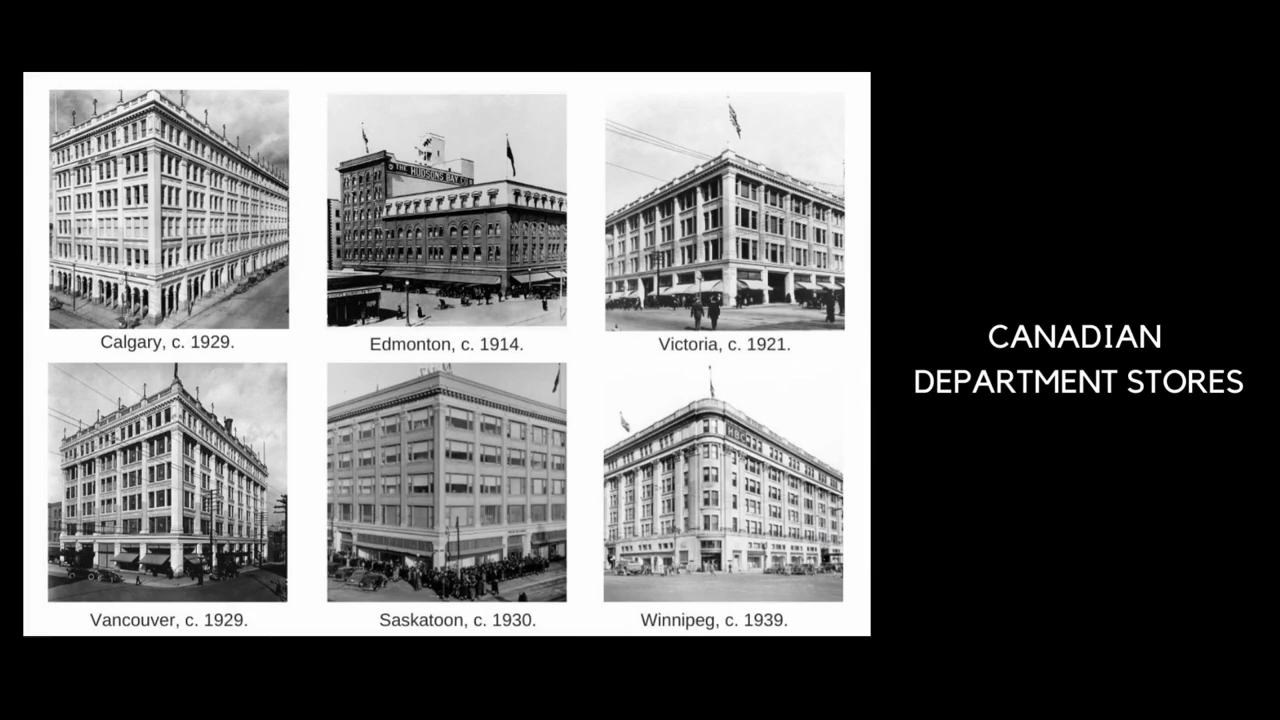 THE HUDSONS BAY CO
Calgary, c. 1929.
Edmonton, c. 1914.
Victoria, c. 1921.
HBC
Vancouver, c. 1929.
Saskatoon, c. 1930.
Winnipeg, c. 1939.
CANADIAN
DEPARTMENT STORES